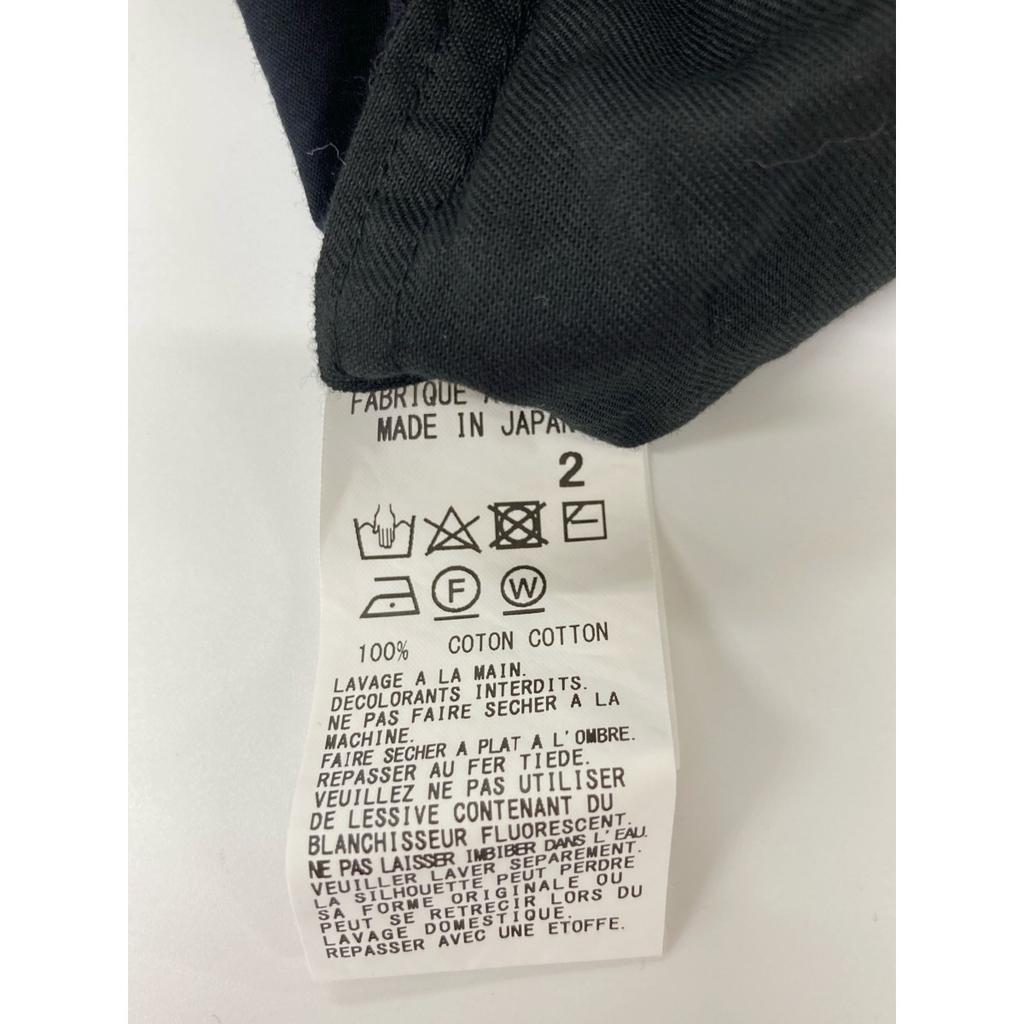 FABRIQUE
MADE IN JAPAN
2
F W
100% COTON COTTON
LAVAGE A LA MAIN.
DECOLORANTS INTERDITS.
NE PAS FAIRE SECHER A LA
MACHINE.
FAIRE SECHER A PLAT A L'OMBRE.
REPASSER AU FER TIEDE.
VEUILLEZ NE PAS UTILISER
DE LESSIVE CONTENANT DU
BLANCHISSEUR FLUORESCENT.
NE PAS LAISSER IMBIBER DANS L'EAU.
VEUILLER LAVER SEPAREMENT.
LA SILHOUETTE PEUT PERDRE
SA FORME ORIGINALE OU
PEUT SE RETRECIR LORS DU
LAVAGE DOMESTIQUE.
REPASSER AVEC UNE ETOFFE.